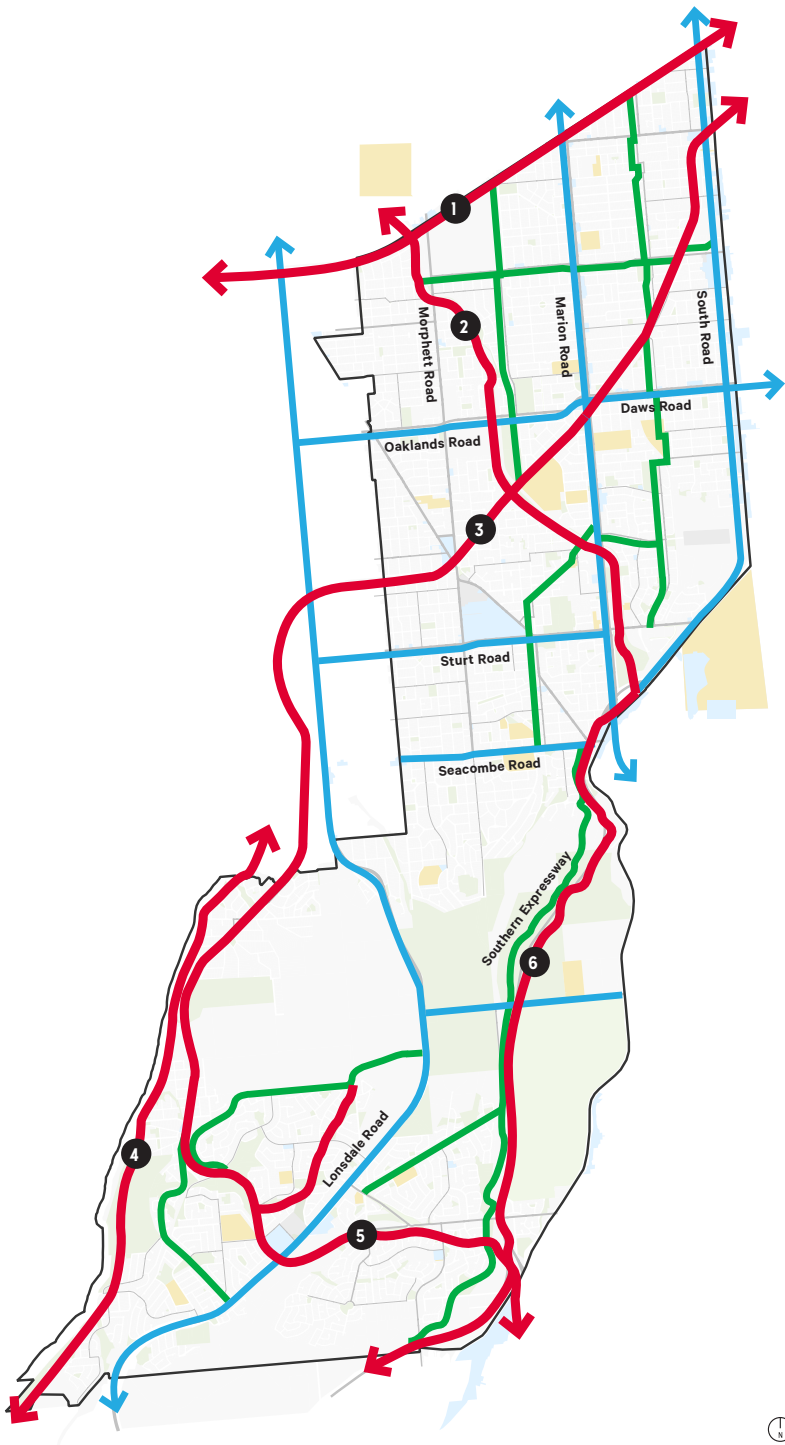 1
2
Morphett Road
Marion Road
South Road
Daws Road
Oaklands Road
3
Sturt Road
Seacombe Road
Southern Expressway
6
Lonsdale Road
4
5
N